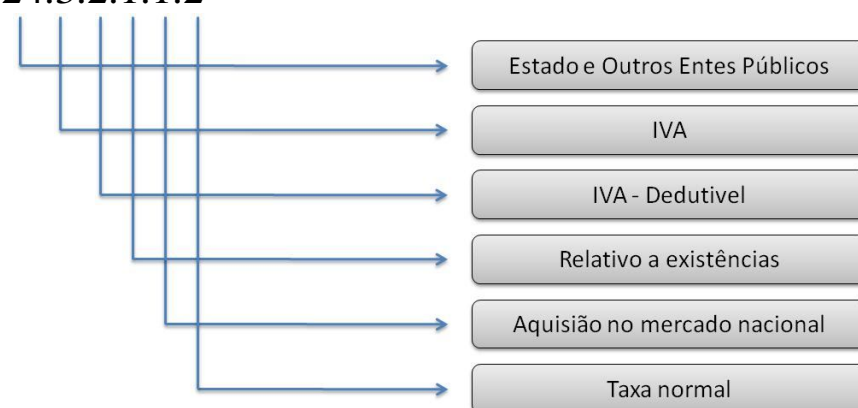 24.3.2.1.1.2
Estado e Outros Entes Públicos
IVA
IVA - Dedutivel
Relativo a existências
Aquisião no mercado nacional
Taxa normal